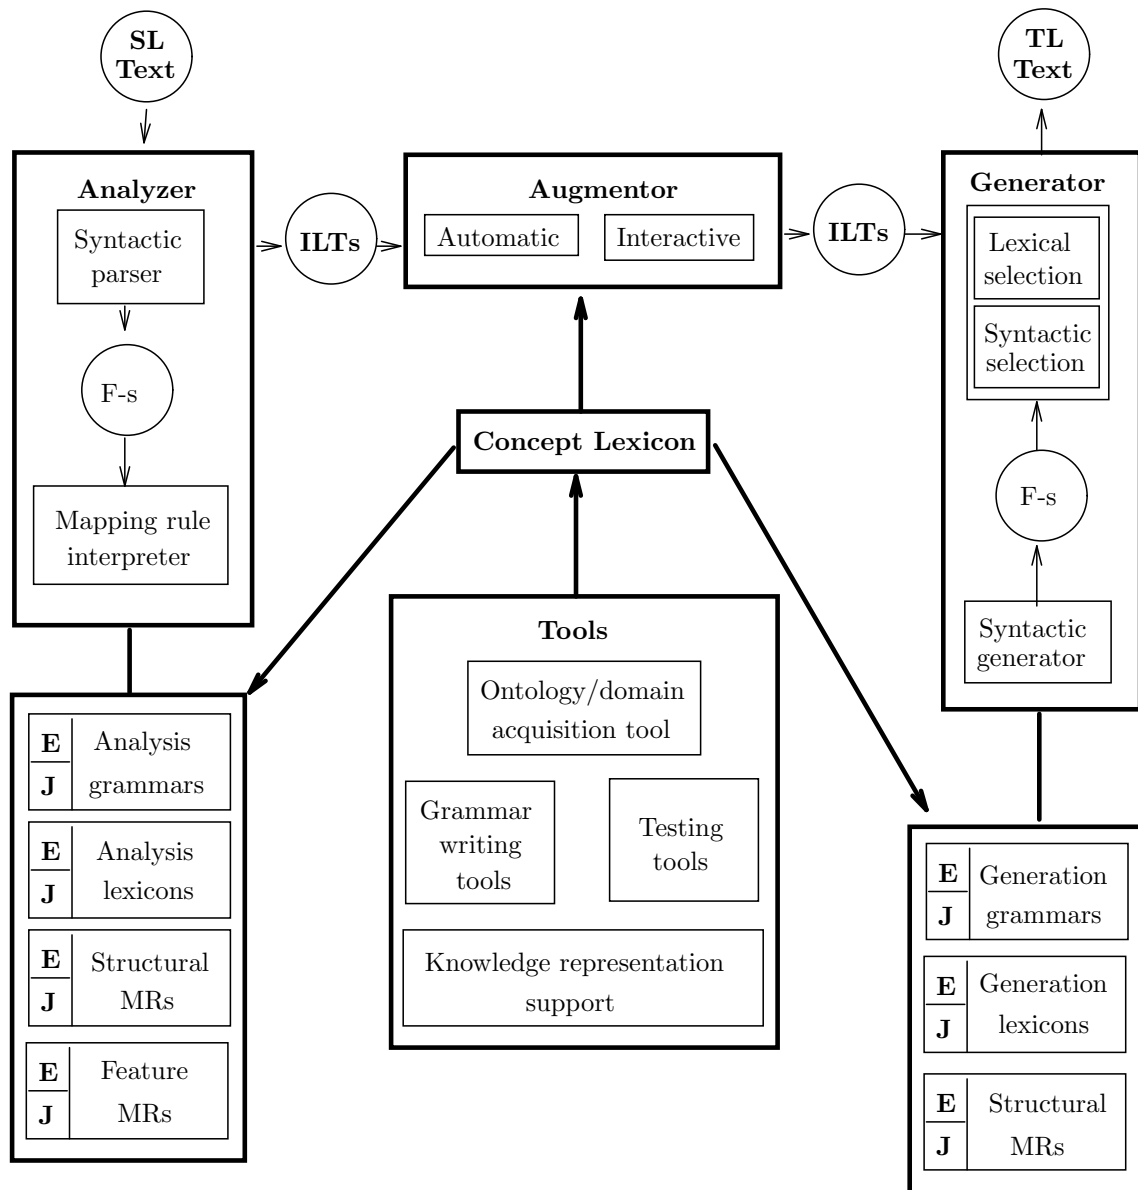 SL
Text
TL
Text
Analyzer
Syntactic
parser
F-s
Mapping rule
interpreter
ILTs
Augmentor
Automatic
Interactive
ILTs
Generator
Lexical
selection
Syntactic
selection
F-s
Syntactic
generator
Concept Lexicon
Tools
Ontology/domain
acquisition tool
Grammar
writing
tools
Testing
tools
Knowledge representation
support
E
J
Analysis
grammars
E
J
Analysis
lexicons
E
J
Structural
MRs
E
J
Feature
MRs
E
J
Generation
grammars
E
J
Generation
lexicons
E
J
Structural
MRs